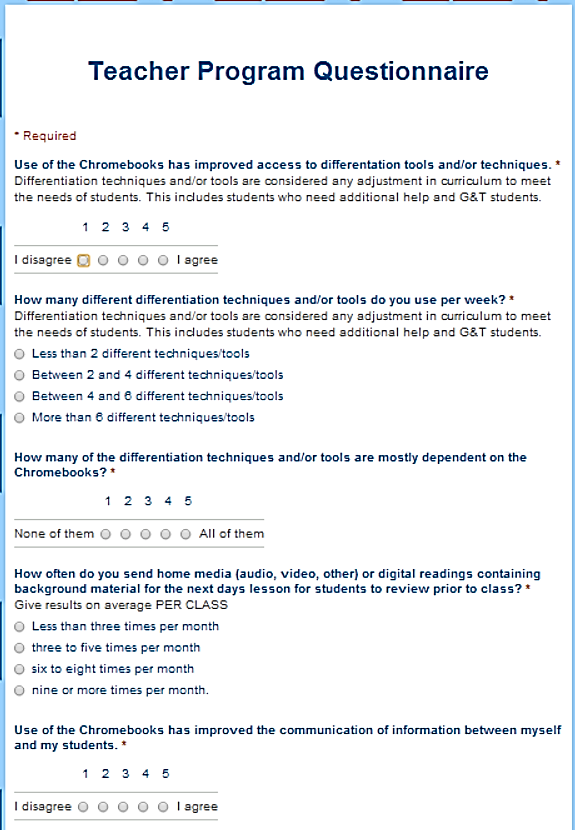 Teacher Program Questionnaire
* Required
Use of the Chromebooks has improved access to differentation tools and/or techniques. *
Differentiation techniques and/or tools are considered any adjustment in curriculum to meet
the needs of students. This includes students who need additional help and G&T students.
1 2 3 4 5
I disagree I agree
How many different differentiation techniques and/or tools do you use per week? *
Differentiation techniques and/or tools are considered any adjustment in curriculum to meet
the needs of students. This includes students who need additional help and G&T students.
Less than 2 different techniques/tools
Between 2 and 4 different techniques/tools
Between 4 and 6 different techniques/tools
More than 6 different techniques/tools
How many of the differentiation techniques and/or tools are mostly dependent on the
Chromebooks? *
1 2 3 4 5
None of them All of them
How often do you send home media (audio, video, other) or digital readings containing
background material for the next days lesson for students to review prior to class? *
Give results on average PER CLASS
Less than three times per month
three to five times per month
six to eight times per month
nine or more times per month.
Use of the Chromebooks has improved the communication of information between myself
and my students. *
1 2 3 4 5
I disagree I agree